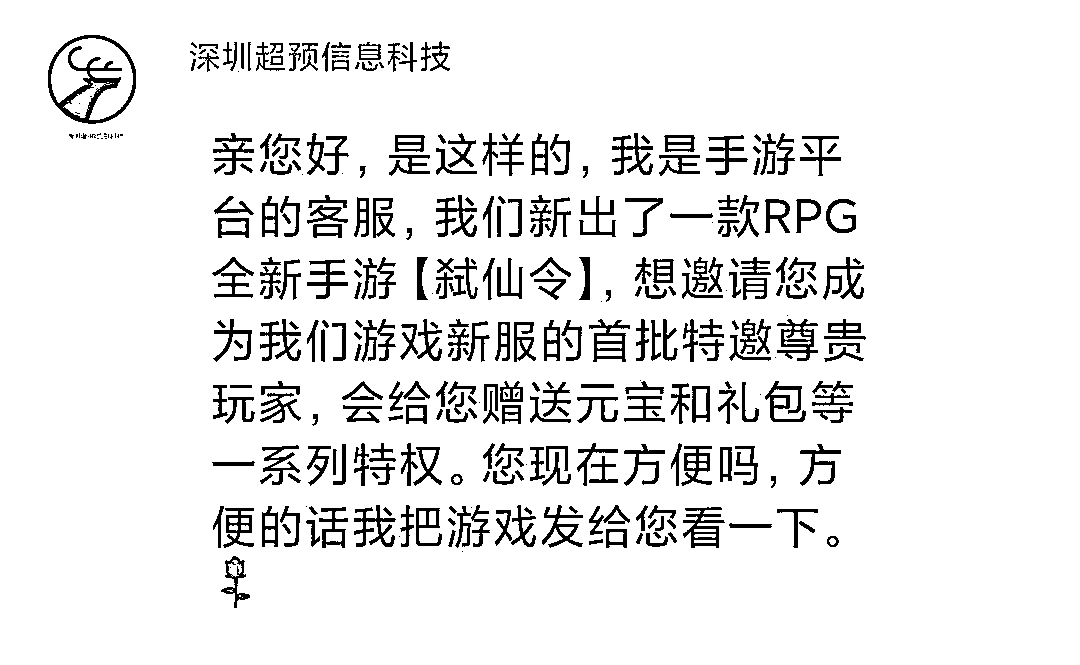 深圳超预信息科技
亲您好，是这样的，我是手游平
台的客服，我们新出了一款RPG
全新手游【弑仙令】，想邀请您成
为我们游戏新服的首批特邀尊贵
玩家，会给您赠送元宝和礼包等
一系列特权。您现在方便吗，方
便的话我把游戏发给您看一下。